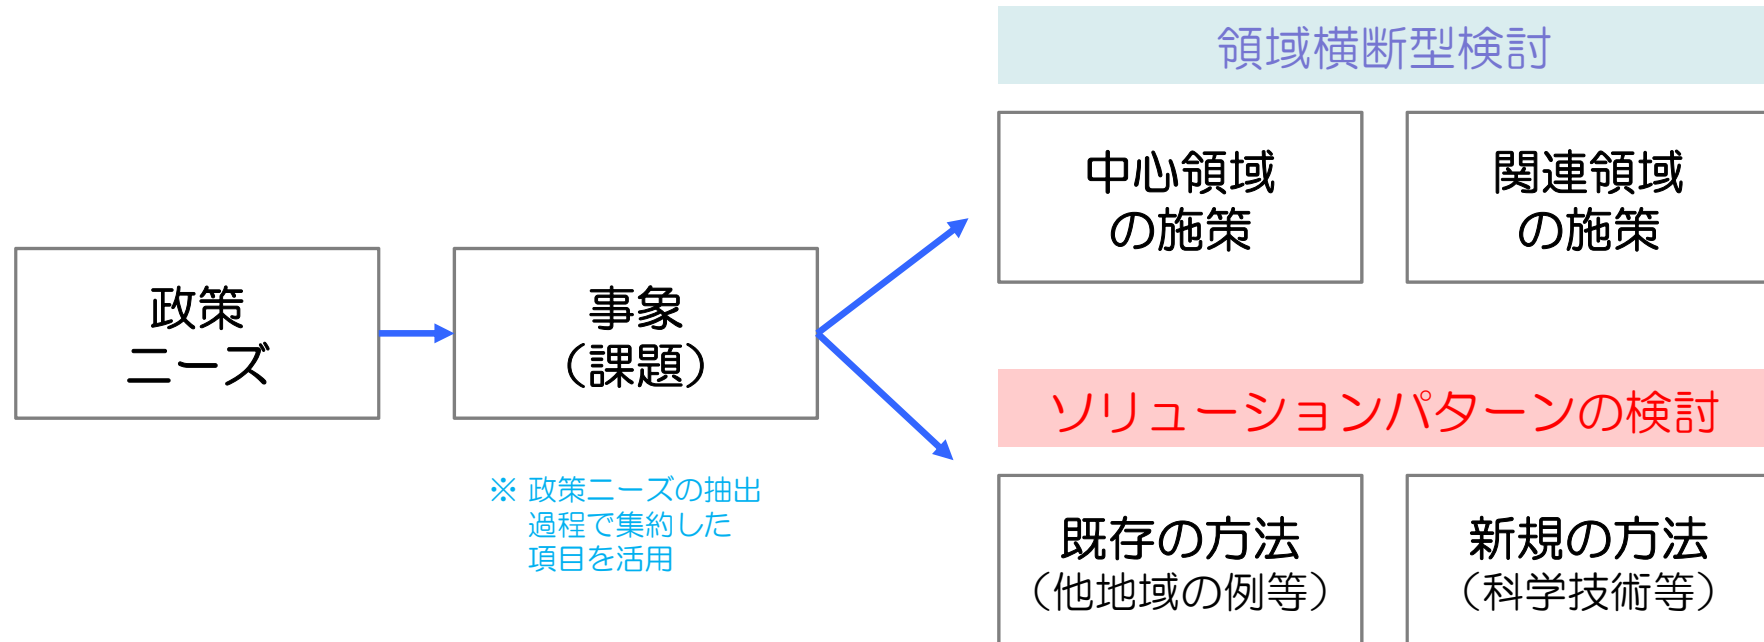 政策
ニーズ
事象
（課題）
※ 政策ニーズの抽出
過程で集約した
項目を活用
領域横断型検討
中心領域
の施策
関連領域
の施策
ソリューションパターンの検討
既存の方法
（他地域の例等）
新規の方法
（科学技術等）